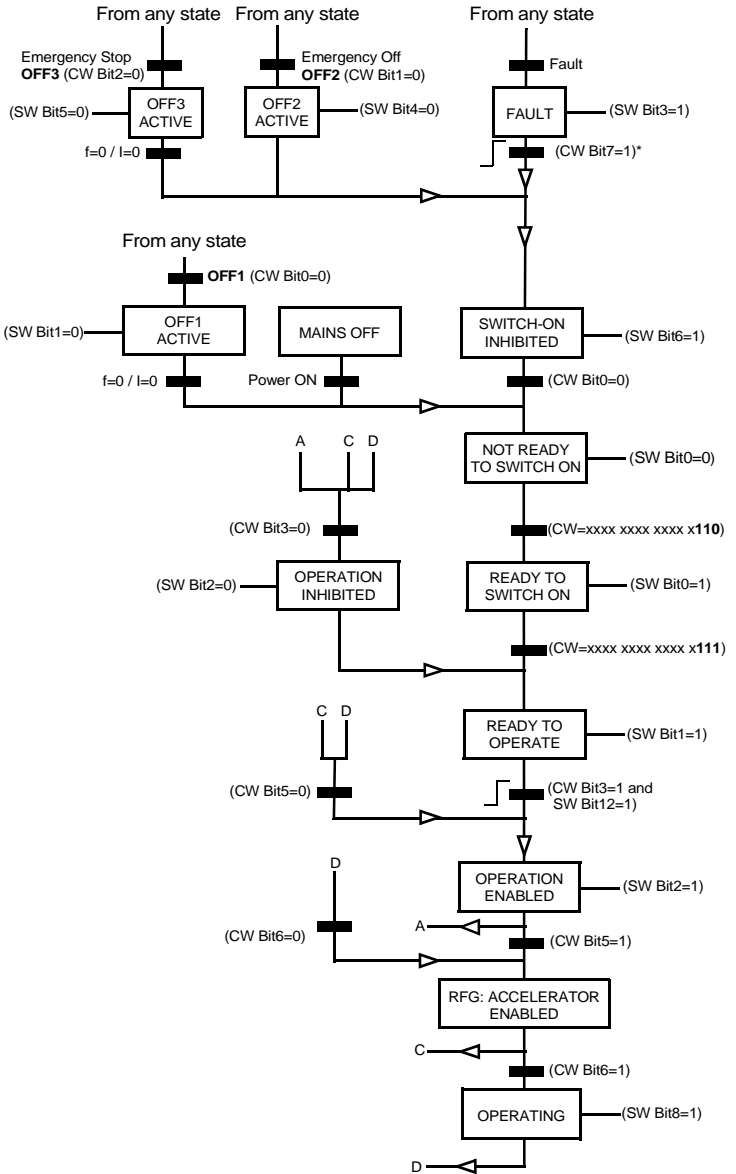 From any state
From any state
From any state
Emergency Stop
OFF3 (CW Bit2=0)
Emergency Off
OFF2 (CW Bit1=0)
Fault
(SW Bit5=0)
OFF3
ACTIVE
OFF2
ACTIVE
(SW Bit4=0)
FAULT
(SW Bit3=1)
f=0 / I=0
(CW Bit7=1)*
From any state
OFF1 (CW Bit0=0)
(SW Bit1=0)
OFF1
ACTIVE
MAINS OFF
SWITCH-ON
INHIBITED
(SW Bit6=1)
f=0 / I=0
Power ON
(CW Bit0=0)
A C D
NOT READY
TO SWITCH ON
(SW Bit0=0)
(CW Bit3=0)
(CW=xxxx xxxx xxxx x110)
(SW Bit2=0)
OPERATION
INHIBITED
READY TO
SWITCH ON
(SW Bit0=1)
(CW=xxxx xxxx xxxx x111)
C D
READY TO
OPERATE
(SW Bit1=1)
(CW Bit5=0)
(CW Bit3=1 and
SW Bit12=1)
D
OPERATION
ENABLED
(SW Bit2=1)
A
(CW Bit6=0)
(CW Bit5=1)
RFG: ACCELERATOR
ENABLED
C
(CW Bit6=1)
OPERATING
(SW Bit8=1)
D